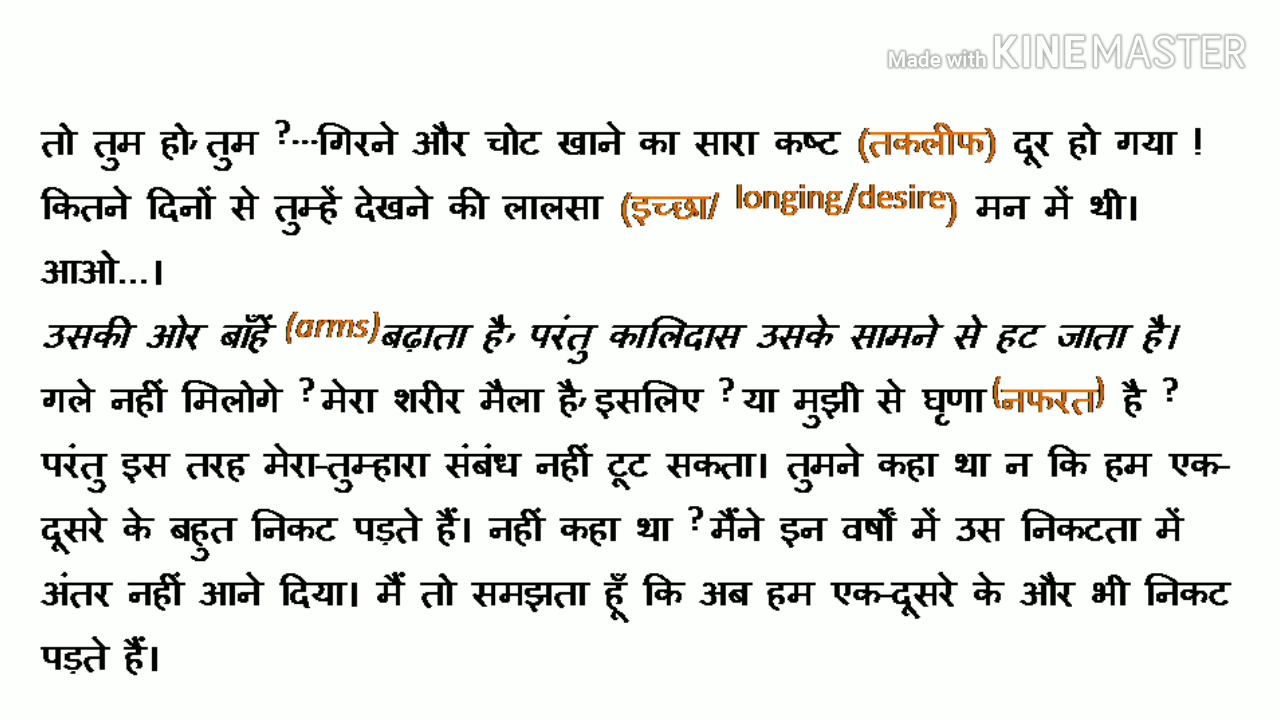 Made with KINEMASTER
तो तुम हो, तुम ?...गिरने और चोट खाने का सारा कष्ट (तकलीफ) दूर हो गया !
कितने दिनों से तुम्हें देखने की लालसा (इच्छा/ longing/desire) मन में थी।
आओ...।
उसकी ओर बाँहें (arms)बढ़ाता है, परंतु कालिदास उसके सामने से हट जाता है।
गले नहीं मिलोगे ?मेरा शरीर मैला है,इसलिए ?या मुझी से घृणा(नफरत) है ?
परंतु इस तरह मेरा-तुम्हारा संबंध नहीं टूट सकता। तुमने कहा था न कि हम एक-
दूसरे के बहुत निकट पड़ते हैं। नहीं कहा था ?मैंने इन वर्षों में उस निकटता में
अंतर नहीं आने दिया। मैं तो समझता हूँ कि अब हम एक-दूसरे के और भी निकट
पड़ते हैं।